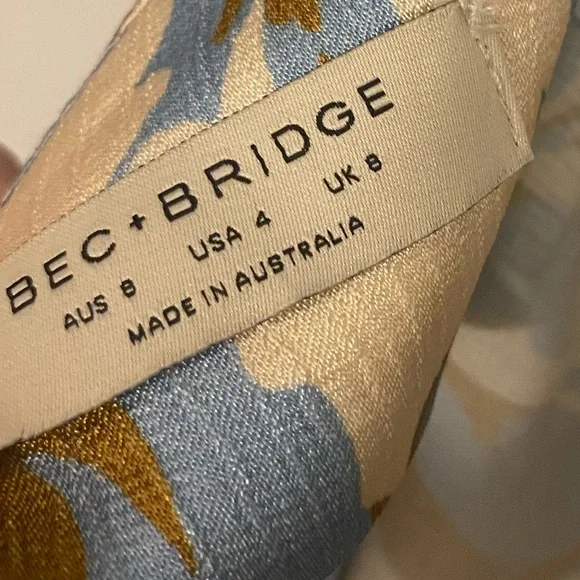 BEC + BRIDGE
AUS 8 USA 4 UK 8
MADE IN AUSTRALIA